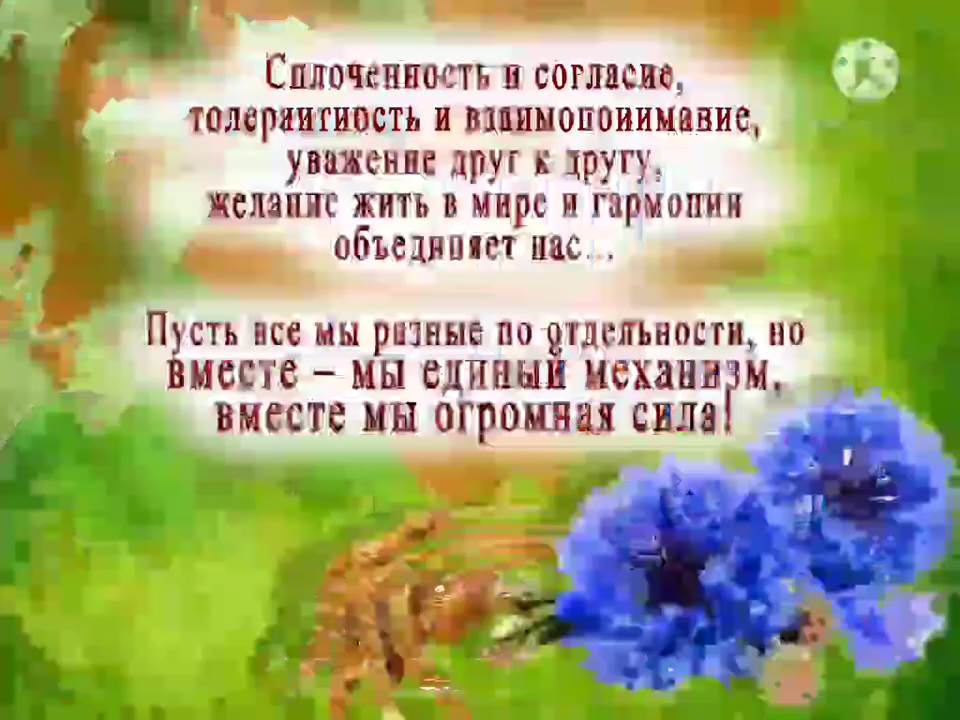 Сплоченность и согласие,
толерантность и взаимопонимание,
уважение друг к другу,
желание жить в мире и гармонии
объединяет нас...
Пусть все мы разные по отдельности, но
вместе – мы единый механизм,
вместе мы огромная сила!